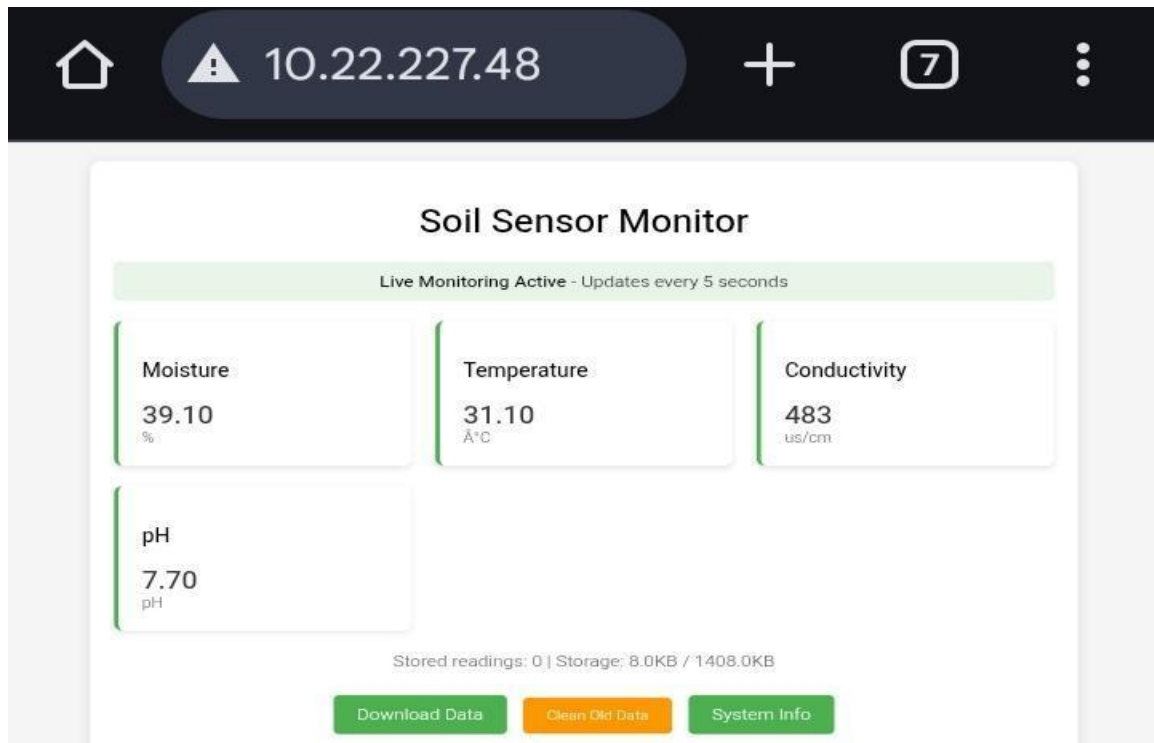 10.22.227.48
7
Soil Sensor Monitor
Live Monitoring Active - Updates every 5 seconds
Moisture
39.10
%
Temperature
31.10
Â°C
Conductivity
483
us/cm
pH
7.70
pH
Stored readings: 0 | Storage: 8.0KB / 1408.0KB
Download Data
Clean Old Data
System Info